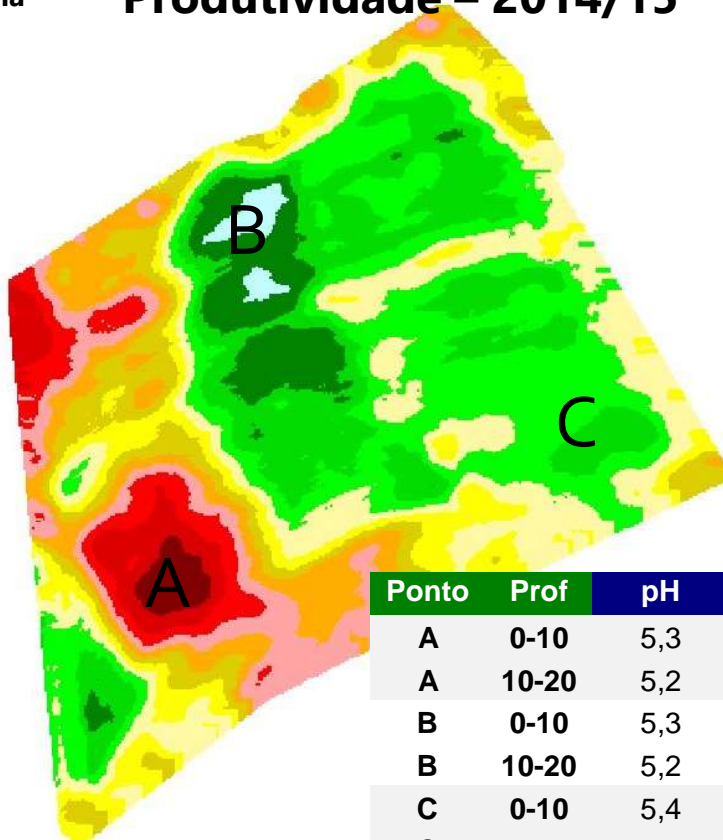 Produtividade – 2014/15
B
C
A
Ponto Prof pH
A 0-10 5,3
A 10-20 5,2
B 0-10 5,3
B 10-20 5,2
C 0-10 5,4